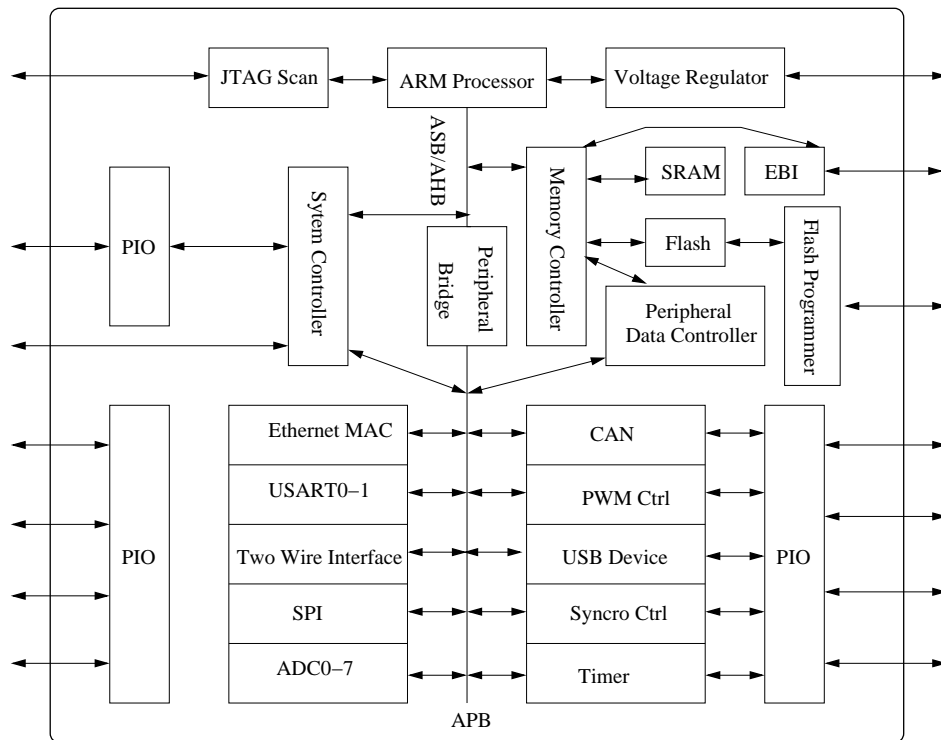 JTAG Scan
ARM Processor
Voltage Regulator
ASB/AHB
Memory Controller
SRAM
EBI
PIO
Sytem Controller
Peripheral
Bridge
Flash
Flash Programmer
Peripheral
Data Controller
Ethernet MAC
CAN
USART0–1
PWM Ctrl
PIO
Two Wire Interface
USB Device
PIO
SPI
Syncro Ctrl
ADC0–7
Timer
APB